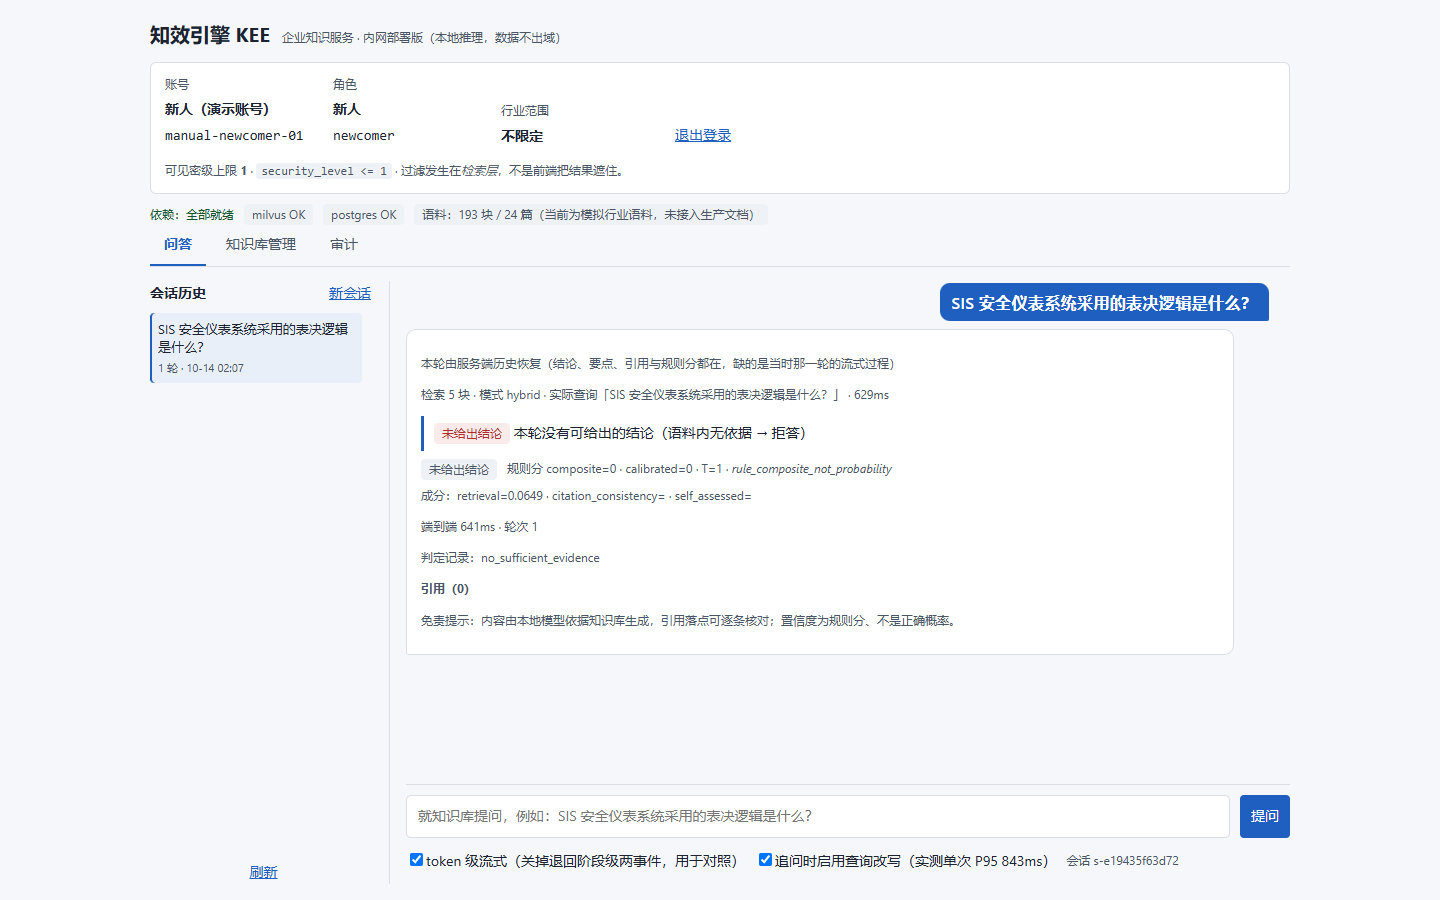 知效引擎 KEE 企业知识服务 · 内网部署版（本地推理，数据不出域）
账号
新人（演示账号）
manual-newcomer-01
角色
新人
newcomer
行业范围
不限定
退出登录
可见密级上限 1 · security_level <= 1 · 过滤发生在检索层，不是前端把结果遮住。
依赖：全部就绪 milvus OK postgres OK 语料：193 块 / 24 篇（当前为模拟行业语料，未接入生产文档）
问答 知识库管理 审计
会话历史 新会话
SIS 安全仪表系统采用的表决逻辑
是什么？
1 轮 · 10-14 02:07
刷新
SIS 安全仪表系统采用的表决逻辑是什么？
本轮由服务端历史恢复（结论、要点、引用与规则分都在，缺的是当时那一轮的流式过程）
检索 5 块 · 模式 hybrid · 实际查询「SIS 安全仪表系统采用的表决逻辑是什么？」 · 629ms
未给出结论 本轮没有可给出的结论（语料内无依据 → 拒答）
未给出结论 规则分 composite=0 · calibrated=0 · T=1 · rule_composite_not_probability
成分：retrieval=0.0649 · citation_consistency= · self_assessed=
端到端 641ms · 轮次 1
判定记录：no_sufficient_evidence
引用（0）
免责提示：内容由本地模型依据知识库生成，引用落点可逐条核对；置信度为规则分、不是正确概率。
就知识库提问，例如：SIS 安全仪表系统采用的表决逻辑是什么？
提问
token 级流式（关掉退回阶段级两事件，用于对照） 追问时启用查询改写（实测单次 P95 843ms） 会话 s-e19435f63d72